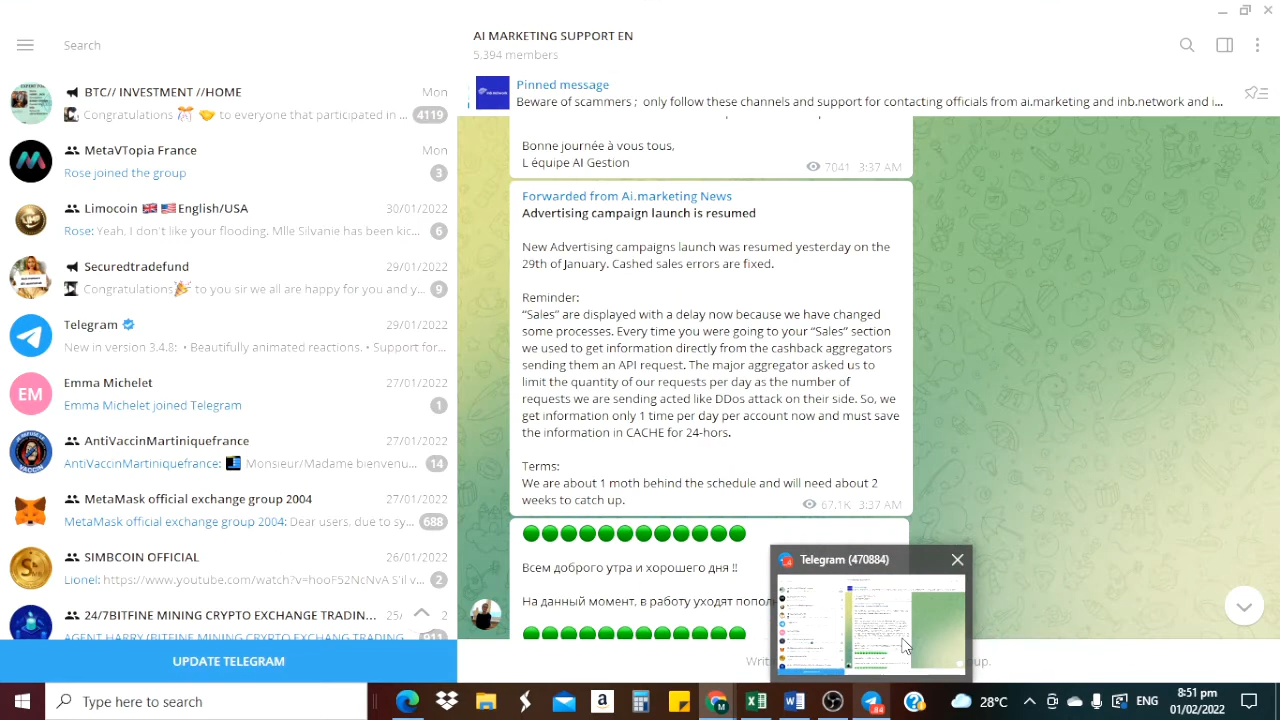 Search
AI MARKETING SUPPORT EN
5,394 members
Pinned message
Beware of scammers ; only follow these channels and support for contacting officials from ai.marketing and inb.network and i...
BTC// INVESTMENT //HOME
Mon
Congratulations 🎊 🤝 to everyone that participated in ...
4119
MetaVTopia France
Mon
Rose joined the group
3
Limocoin 🇬🇧 🇺🇸English/USA
30/01/2022
Rose: Yeah, I don't like your flooding. Mlle Silvanie has been kic...
6
Securedtradefund
29/01/2022
Congratulations🎉 to you sir we all are happy for you and y...
9
Telegram
29/01/2022
New in version 3.4.8: • Beautifully animated reactions. • Support for...
EM
Emma Michelet
27/01/2022
Emma Michelet joined Telegram
1
AntiVaccinMartiniquefrance
27/01/2022
AntiVaccinMartiniquefrance: Monsieur/Madame bienvenu...
14
MetaMask official exchange group 2004
27/01/2022
MetaMask official exchange group 2004: Dear users, due to sy...
688
SIMBCOIN OFFICIAL
26/01/2022
Lionel: https://www.youtube.com/watch?v=hooF52NcNvA S'il v...
2
UPDATE TELEGRAM
Bonne journée à vous tous,
L équipe AI Gestion
7041 3:37 AM
Forwarded from Ai.marketing News
Advertising campaign launch is resumed
New Advertising campaigns launch was resumed yesterday on the
29th of January. Cashed sales errors are fixed.
Reminder:
“Sales” are displayed with a delay now because we have changed
some processes. Every time you were going to your “Sales” section
we used to get information directly from the cashback aggregators
sending them an API request. The major aggregator asked us to
limit the quantity of our requests per day as the number of
requests we are sending acted like DDos attack on their side. So, we
get information only 1 time per day per account now and must save
the information in CACHE for 24-hors.
Terms:
We are about 1 moth behind the schedule and will need about 2
weeks to catch up.
67.1K 3:37 AM
Всем доброго утра и хорошего дня !!
На данный момент, в работу уходят
Telegram (470884)
Type here to search
28°C
ENG
8:51 pm
01/02/2022